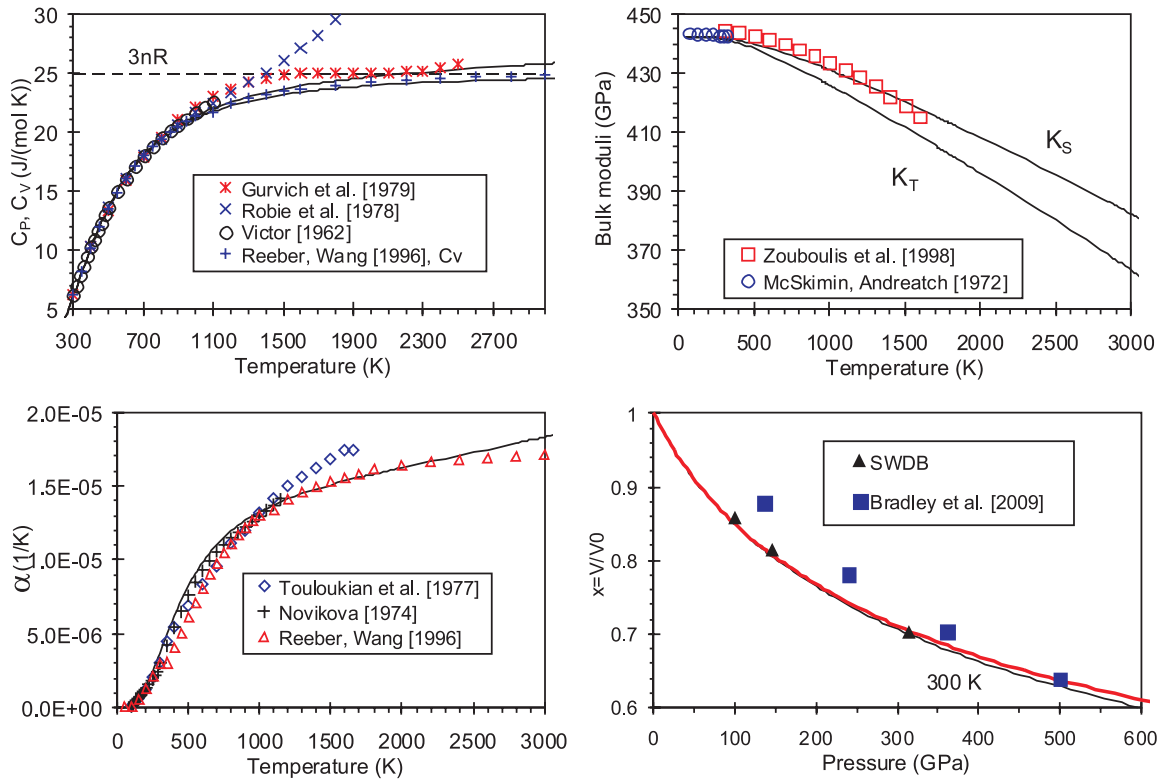 30
25
20
15
10
5
C_P, C_V (J/(mol K)
3nR
Gurvich et al. [1979]
Robie et al. [1978]
Victor [1962]
Reeber, Wang [1996], Cv
300 700 1100 1500 1900 2300 2700
Temperature (K)
450
430
410
390
370
350
Bulk moduli (GPa)
K_S
K_T
Zouboulis et al. [1998]
McSkimin, Andreatch [1972]
0 500 1000 1500 2000 2500 3000
Temperature (K)
2.0E-05
1.5E-05
1.0E-05
5.0E-06
0.0E+00
α(1/K)
Touloukian et al. [1977]
Novikova [1974]
Reeber, Wang [1996]
0 500 1000 1500 2000 2500 3000
Temperature (K)
1
0.9
0.8
0.7
0.6
x=V/V0
SWDB
Bradley et al. [2009]
300 K
0 100 200 300 400 500 600
Pressure (GPa)